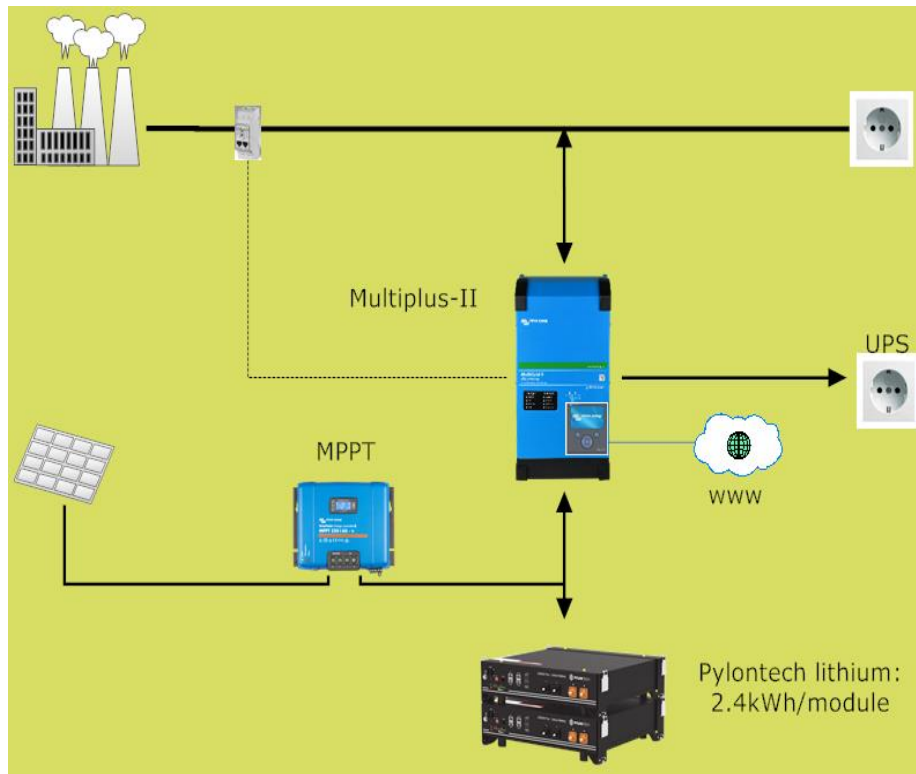 Multiplus-II
UPS
MPPT
WWW
Pylontech lithium:
2.4kWh/module